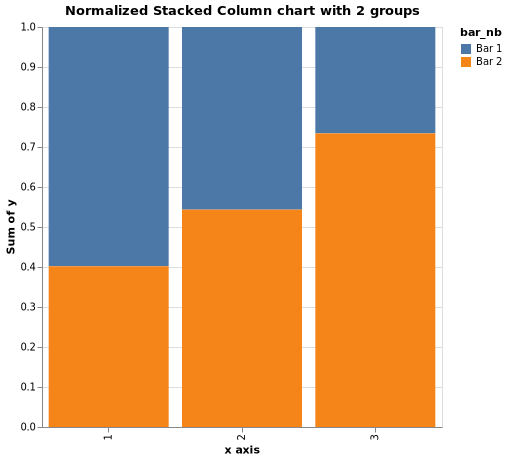 Normalized Stacked Column chart with 2 groups
bar_nb
Bar 1
Bar 2
Sum of y
1.0
0.9
0.8
0.7
0.6
0.5
0.4
0.3
0.2
0.1
0.0
1
2
3
x axis